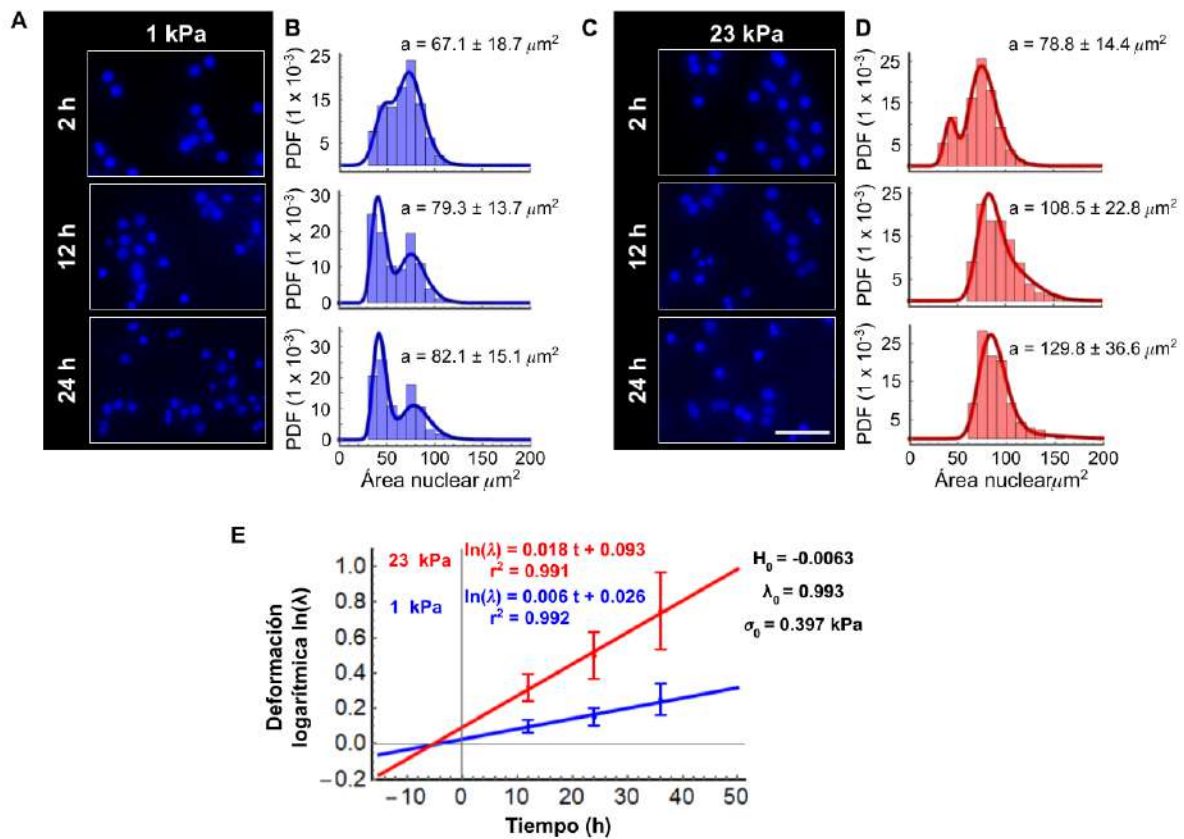 A
1 kPa
2 h
12 h
24 h
B
a = 67.1 ± 18.7 μm²
PDF (1 x 10⁻³)
25
15
5
a = 79.3 ± 13.7 μm²
PDF (1 x 10⁻³)
30
20
10
0
a = 82.1 ± 15.1 μm²
PDF (1 x 10⁻³)
30
20
10
0
0 50 100 150 200
Área nuclear μm²
C
23 kPa
2 h
12 h
24 h
D
a = 78.8 ± 14.4 μm²
PDF (1 x 10⁻³)
25
15
5
a = 108.5 ± 22.8 μm²
PDF (1 x 10⁻³)
25
15
5
a = 129.8 ± 36.6 μm²
PDF (1 x 10⁻³)
25
15
5
0 50 100 150 200
Área nuclearμm²
E
23 kPa
ln(λ) = 0.018 t + 0.093
r² = 0.991
1 kPa
ln(λ) = 0.006 t + 0.026
r² = 0.992
H₀ = -0.0063
λ₀ = 0.993
σ₀ = 0.397 kPa
Deformación
logarítmica ln(λ)
1.0
0.8
0.6
0.4
0.2
0.0
−0.2
−10 0 10 20 30 40 50
Tiempo (h)